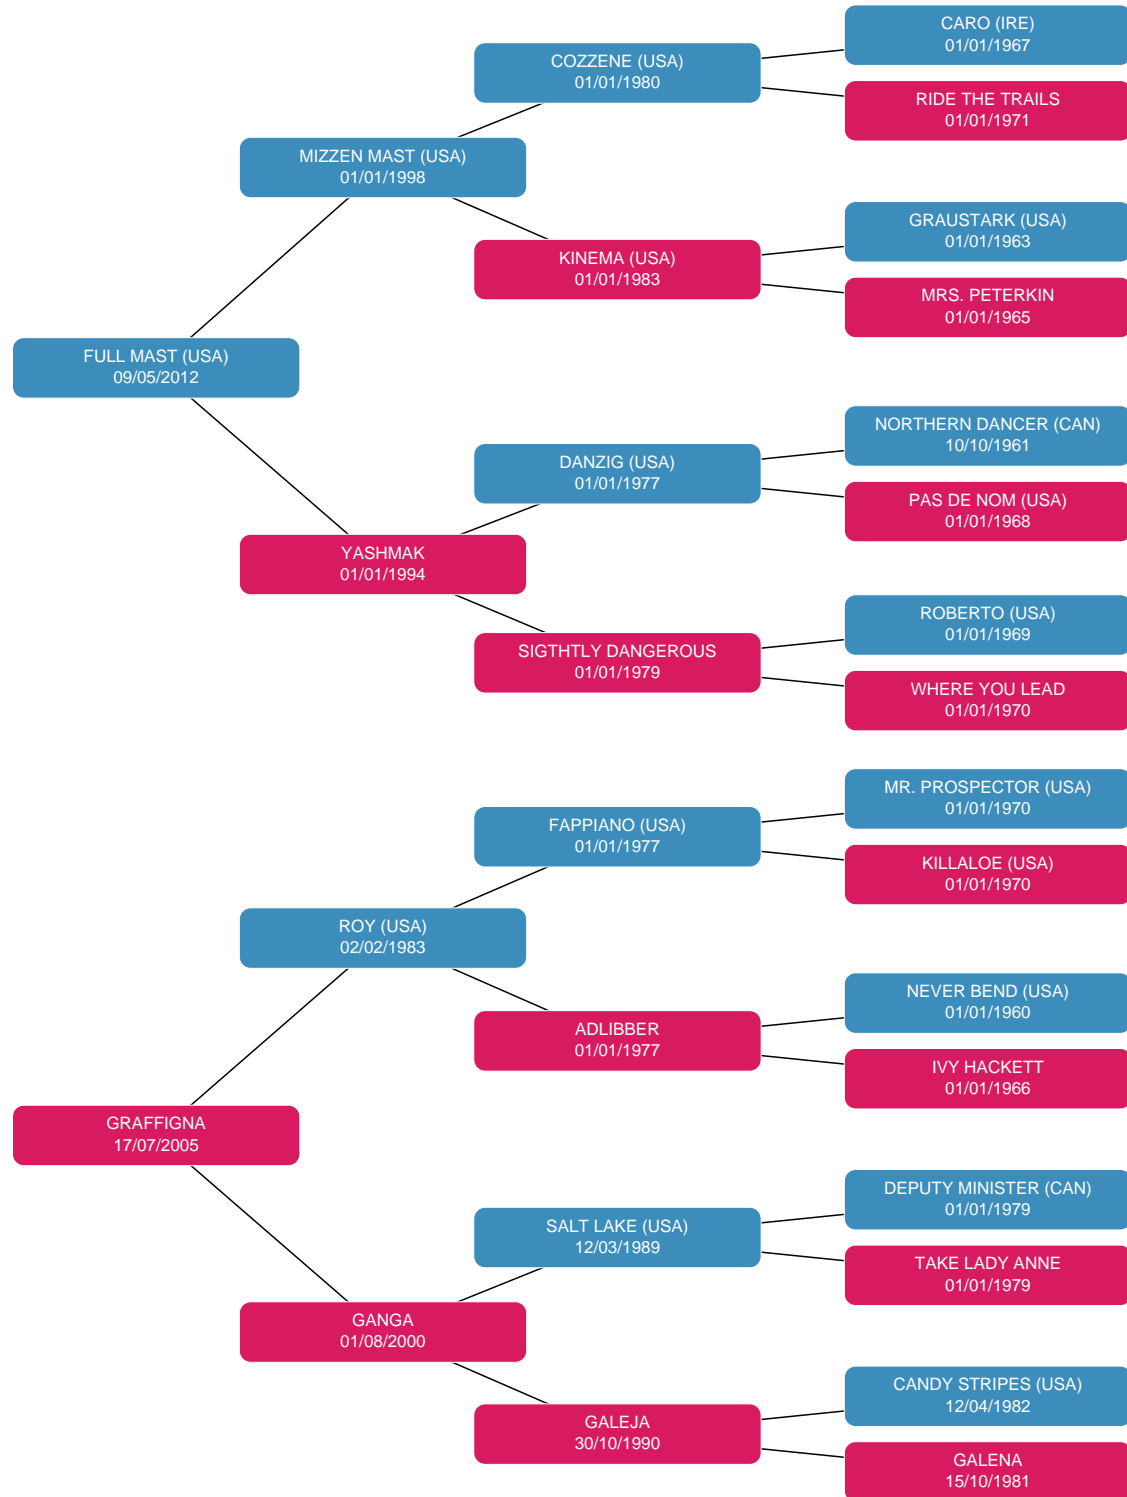 CARO (IRE)
01/01/1967
COZZENE (USA)
01/01/1980
RIDE THE TRAILS
01/01/1971
MIZZEN MAST (USA)
01/01/1998
GRAUSTARK (USA)
01/01/1963
KINEMA (USA)
01/01/1983
MRS. PETERKIN
01/01/1965
FULL MAST (USA)
09/05/2012
NORTHERN DANCER (CAN)
10/10/1961
DANZIG (USA)
01/01/1977
PAS DE NOM (USA)
01/01/1968
YASHMAK
01/01/1994
ROBERTO (USA)
01/01/1969
SIGTHTLY DANGEROUS
01/01/1979
WHERE YOU LEAD
01/01/1970
MR. PROSPECTOR (USA)
01/01/1970
FAPPIANO (USA)
01/01/1977
KILLALOE (USA)
01/01/1970
ROY (USA)
02/02/1983
NEVER BEND (USA)
01/01/1960
ADLIBBER
01/01/1977
IVY HACKETT
01/01/1966
GRAFFIGNA
17/07/2005
DEPUTY MINISTER (CAN)
01/01/1979
SALT LAKE (USA)
12/03/1989
TAKE LADY ANNE
01/01/1979
GANGA
01/08/2000
CANDY STRIPES (USA)
12/04/1982
GALEJA
30/10/1990
GALENA
15/10/1981